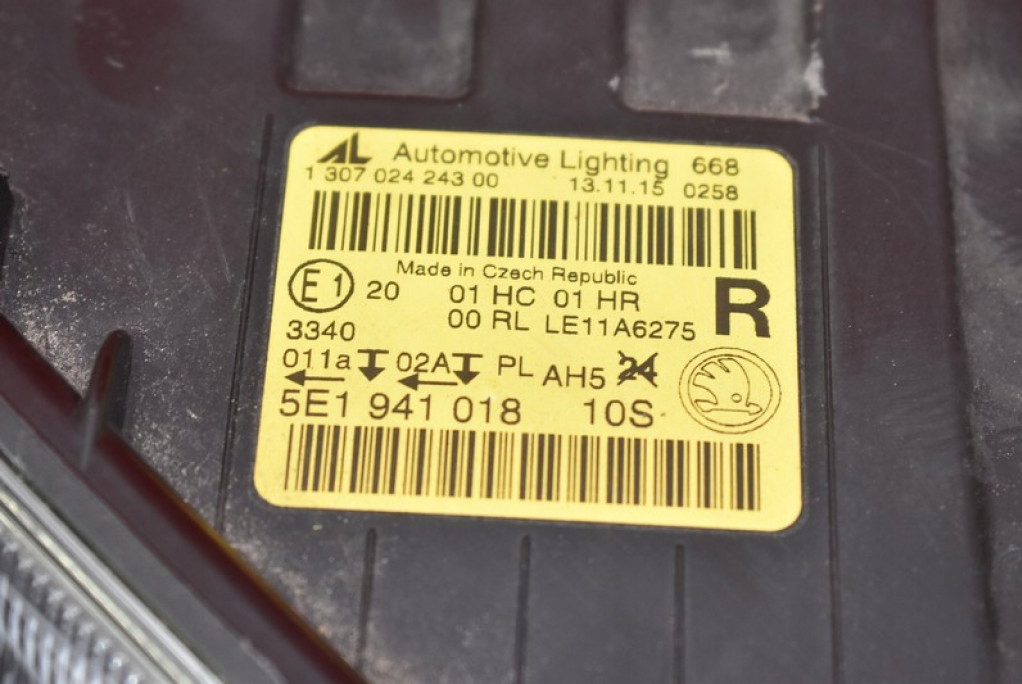 AL Automotive Lighting 668
1 307 024 243 00 13.11.15 0258
Made in Czech Republic
E1 20 01 HC 01 HR R
00 RL LE11A6275
3340
011a 02A PL AH5 24
5E1 941 018 10S